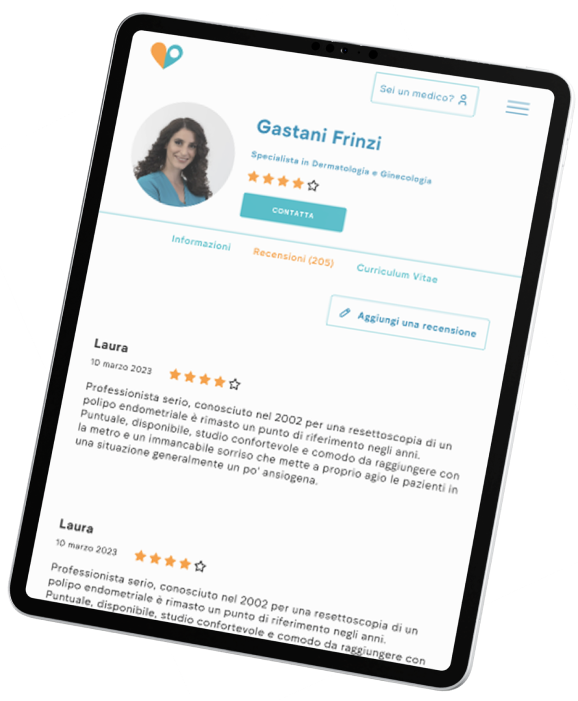 Sei un medico?
Gastani Frinzi
Specialista in Dermatologia e Ginecologia
CONTATTA
Informazioni
Recensioni (205)
Curriculum Vitae
Aggiungi una recensione
Laura
10 marzo 2023
Professionista serio, conosciuto nel 2002 per una resettoscopia di un
polipo endometriale è rimasto un punto di riferimento negli anni.
Puntuale, disponibile, studio confortevole e comodo da raggiungere con
la metro e un immancabile sorriso che mette a proprio agio le pazienti in
una situazione generalmente un po' ansiogena.
Laura
10 marzo 2023
Professionista serio, conosciuto nel 2002 per una resettoscopia di un
polipo endometriale è rimasto un punto di riferimento negli anni.
Puntuale, disponibile, studio confortevole e comodo da raggiungere con